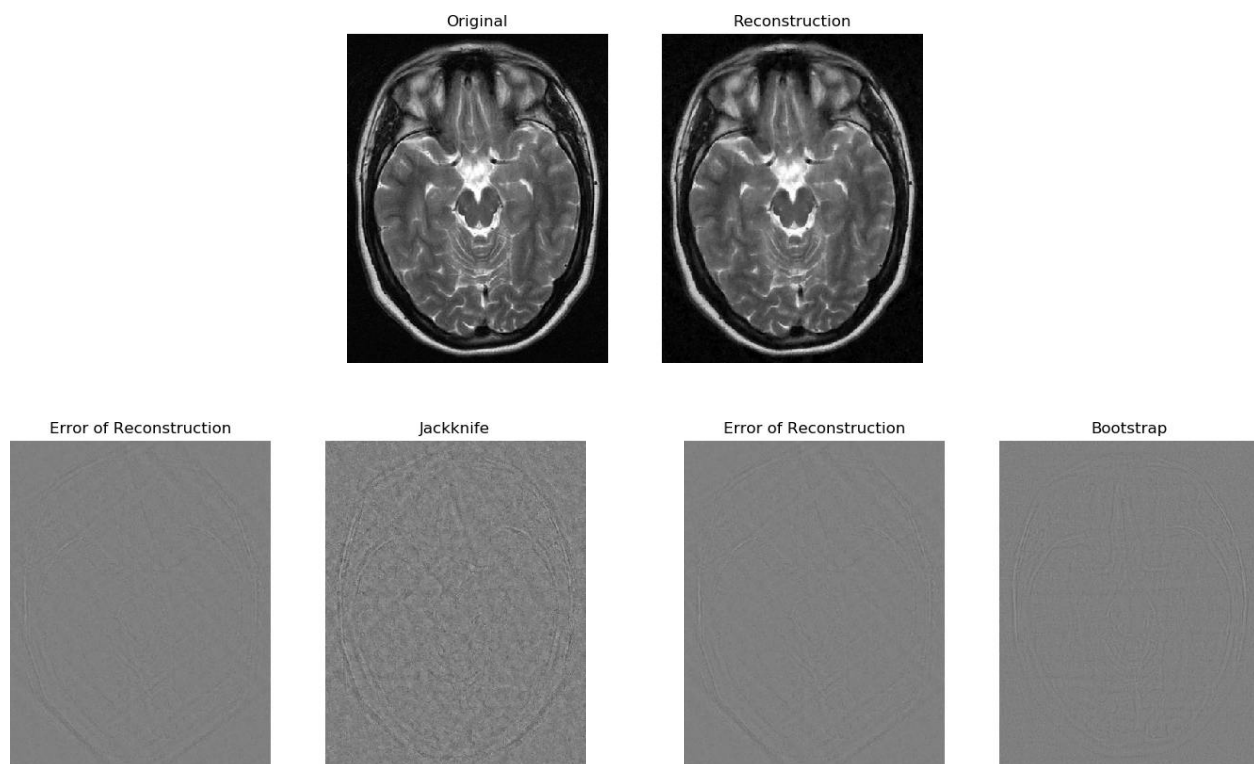 Original
Reconstruction
Error of Reconstruction
Jackknife
Error of Reconstruction
Bootstrap